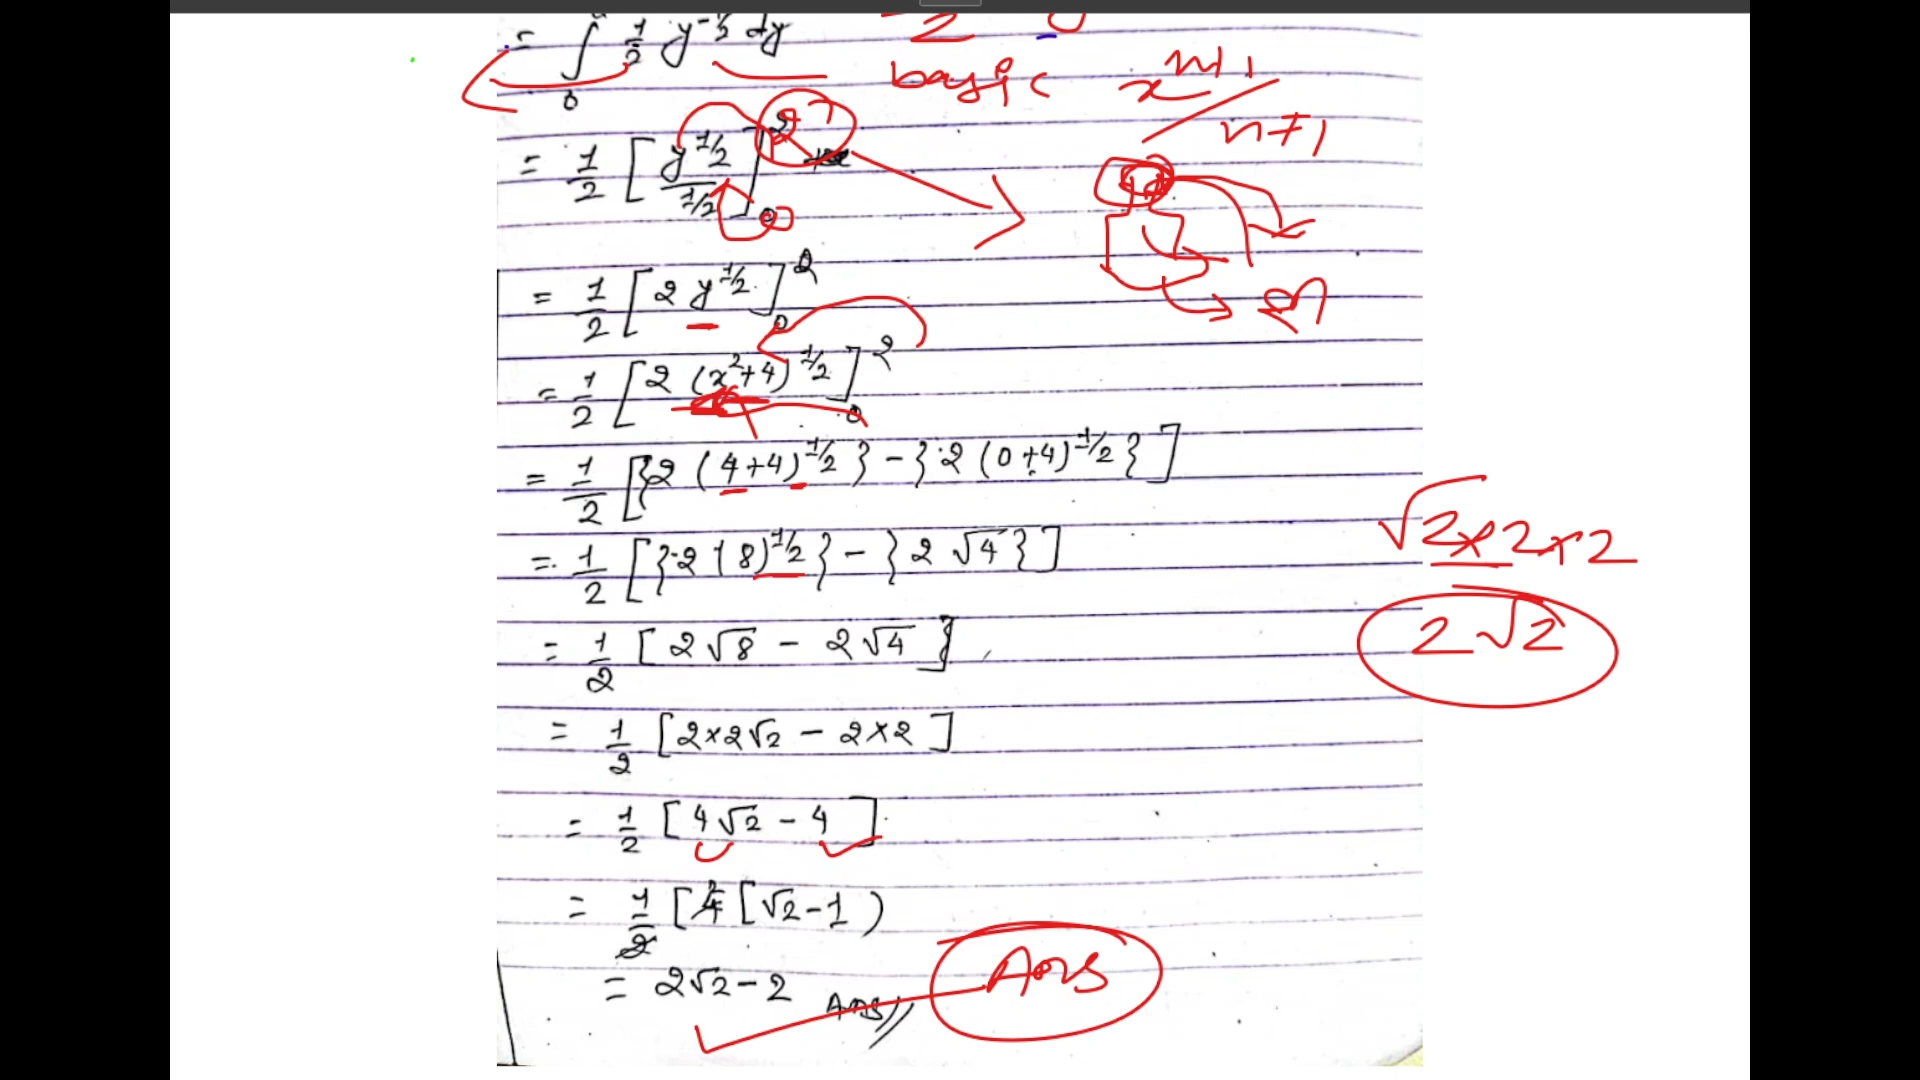 = ∫₀ 1/2 y^-1/2 dy
basic x^n+1 / n+1
= 1/2 [ y^1/2 / 1/2 ]₀²
= 1/2 [ 2 y^1/2 ]₀²
= 1/2 [ 2 (x²+4)^1/2 ]₀²
= 1/2 [{2 (4+4)^1/2} - {2 (0+4)^1/2}]
= 1/2 [{2 (8)^1/2} - {2 √4}]
√2×2×2
= 1/2 [2√8 - 2√4]
2√2
= 1/2 [2×2√2 - 2×2]
= 1/2 [4√2 - 4]
= 1/2 [4 [√2-1)
= 2√2-2 Ans// Ans